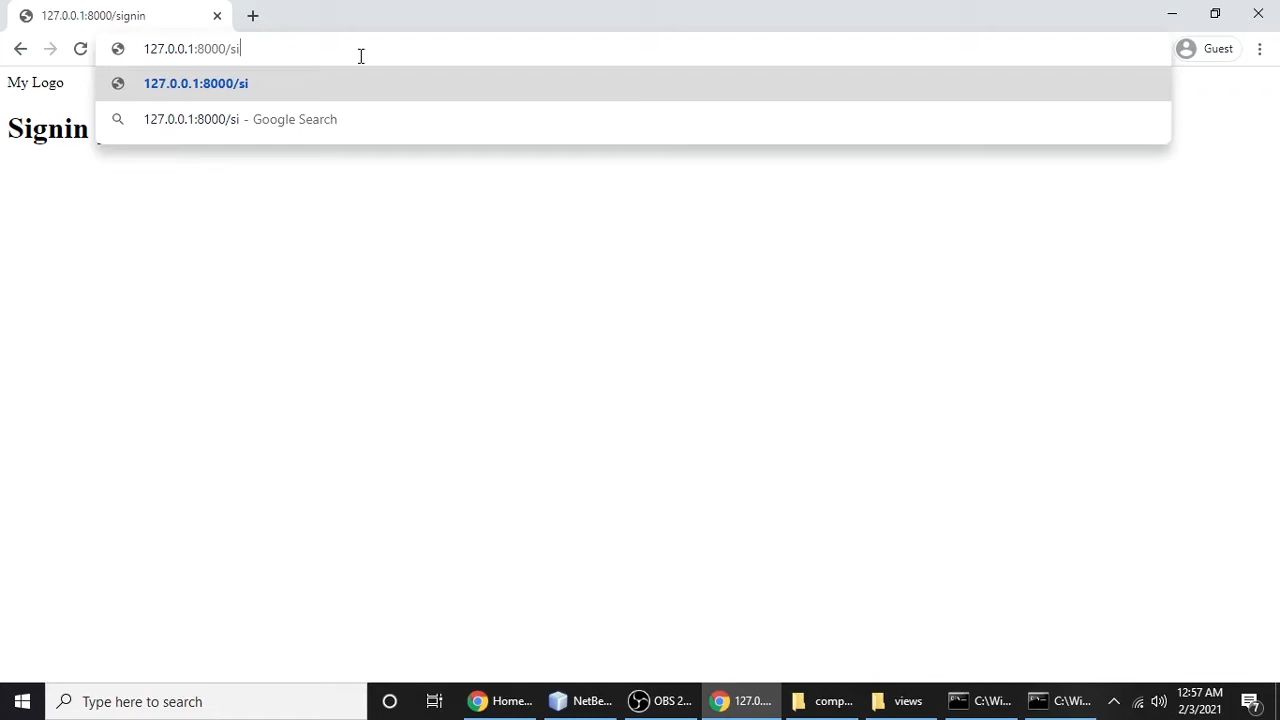 127.0.0.1:8000/signin
127.0.0.1:8000/si
Guest
127.0.0.1:8000/si
127.0.0.1:8000/si - Google Search
My Logo
Signin
Type here to search
Home...
NetBe...
OBS 2...
127.0....
comp...
views
C:\Wi...
C:\Wi...
12:57 AM
2/3/2021
7